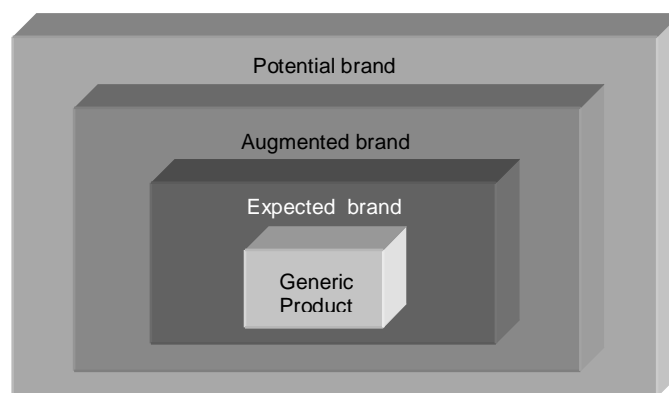 Potential brand
Augmented brand
Expected brand
Generic
Product